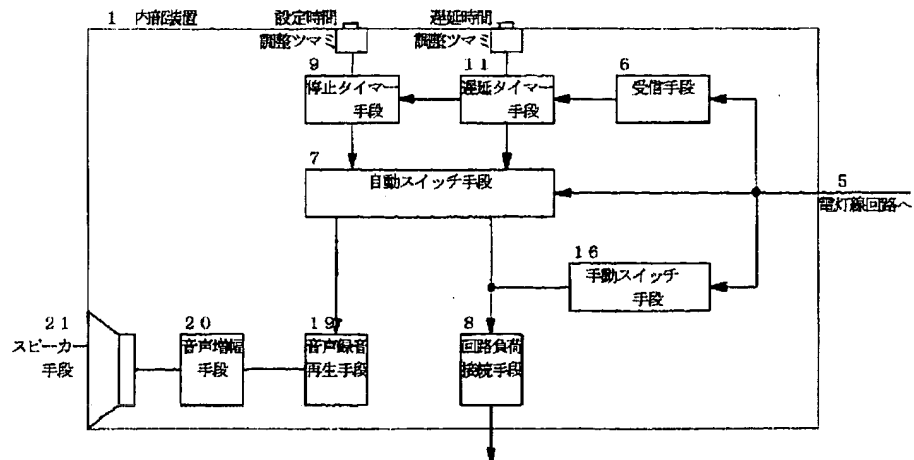 1 内部装置
設定時間
調整ツマミ
遅延時間
調整ツマミ
9
停止タイマー
手段
11
遅延タイマー
手段
6
受信手段
7
自動スイッチ手段
5
電灯線回路へ
16
手動スイッチ
手段
21
スピーカー
手段
20
音声増幅
手段
19
音声録音
再生手段
8
回路負荷
接続手段